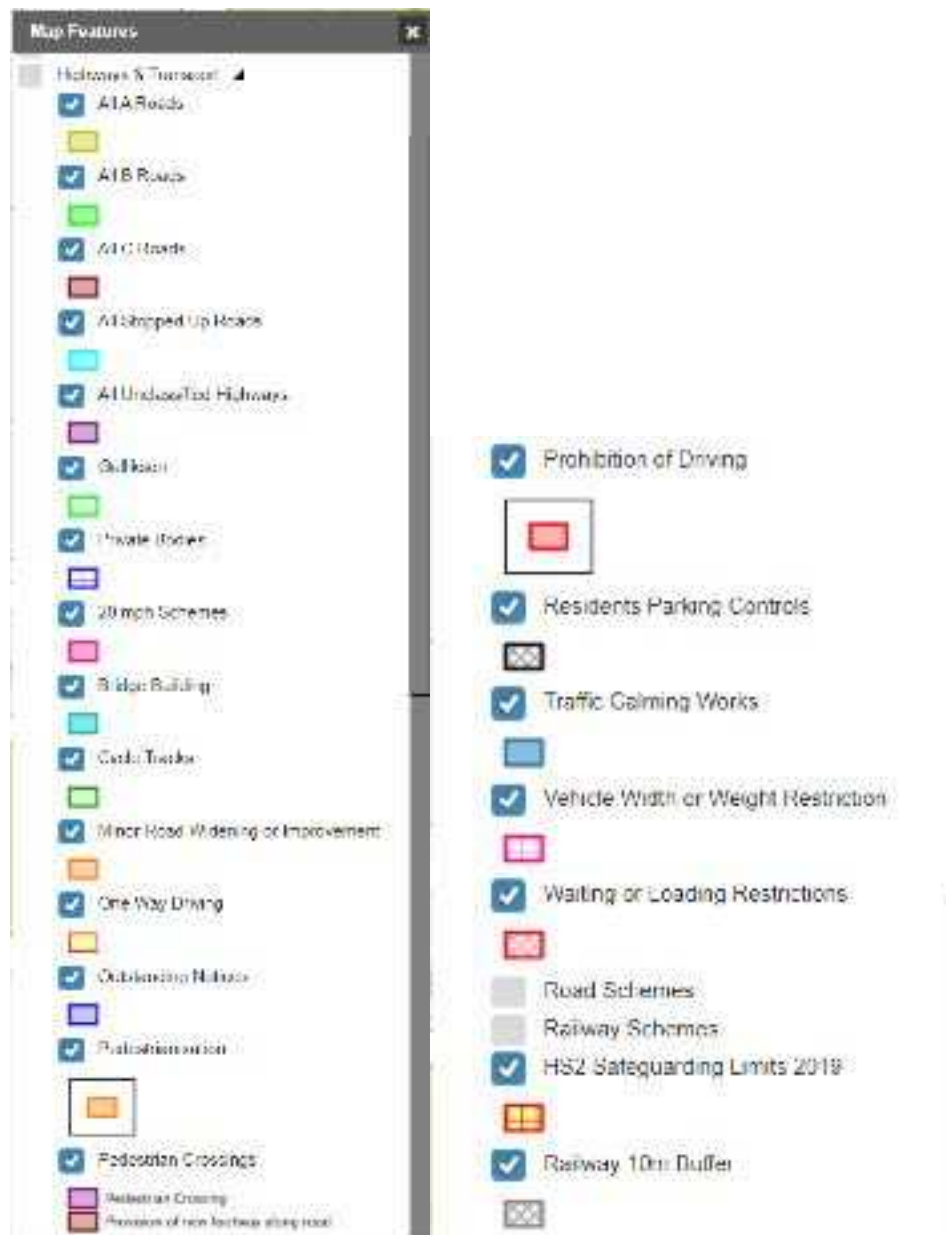 Map Features
Highways & Transport
All A Roads
All B Roads
All C Roads
All Stopped Up Roads
All Unclassified Highways
Private Bodies
20 mph Schemes
Bridge Building
Cycle Tracks
Minor Road Widening or Improvement
One Way Driving
Outstanding Notices
Pedestrianisation
Pedestrian Crossings
Pedestrian Crossing
Provision of new footway along road
Prohibition of Driving
Residents Parking Controls
Traffic Calming Works
Vehicle Width or Weight Restriction
Waiting or Loading Restrictions
Road Schemes
Railway Schemes
HS2 Safeguarding Limits 2019
Railway 10m Buffer